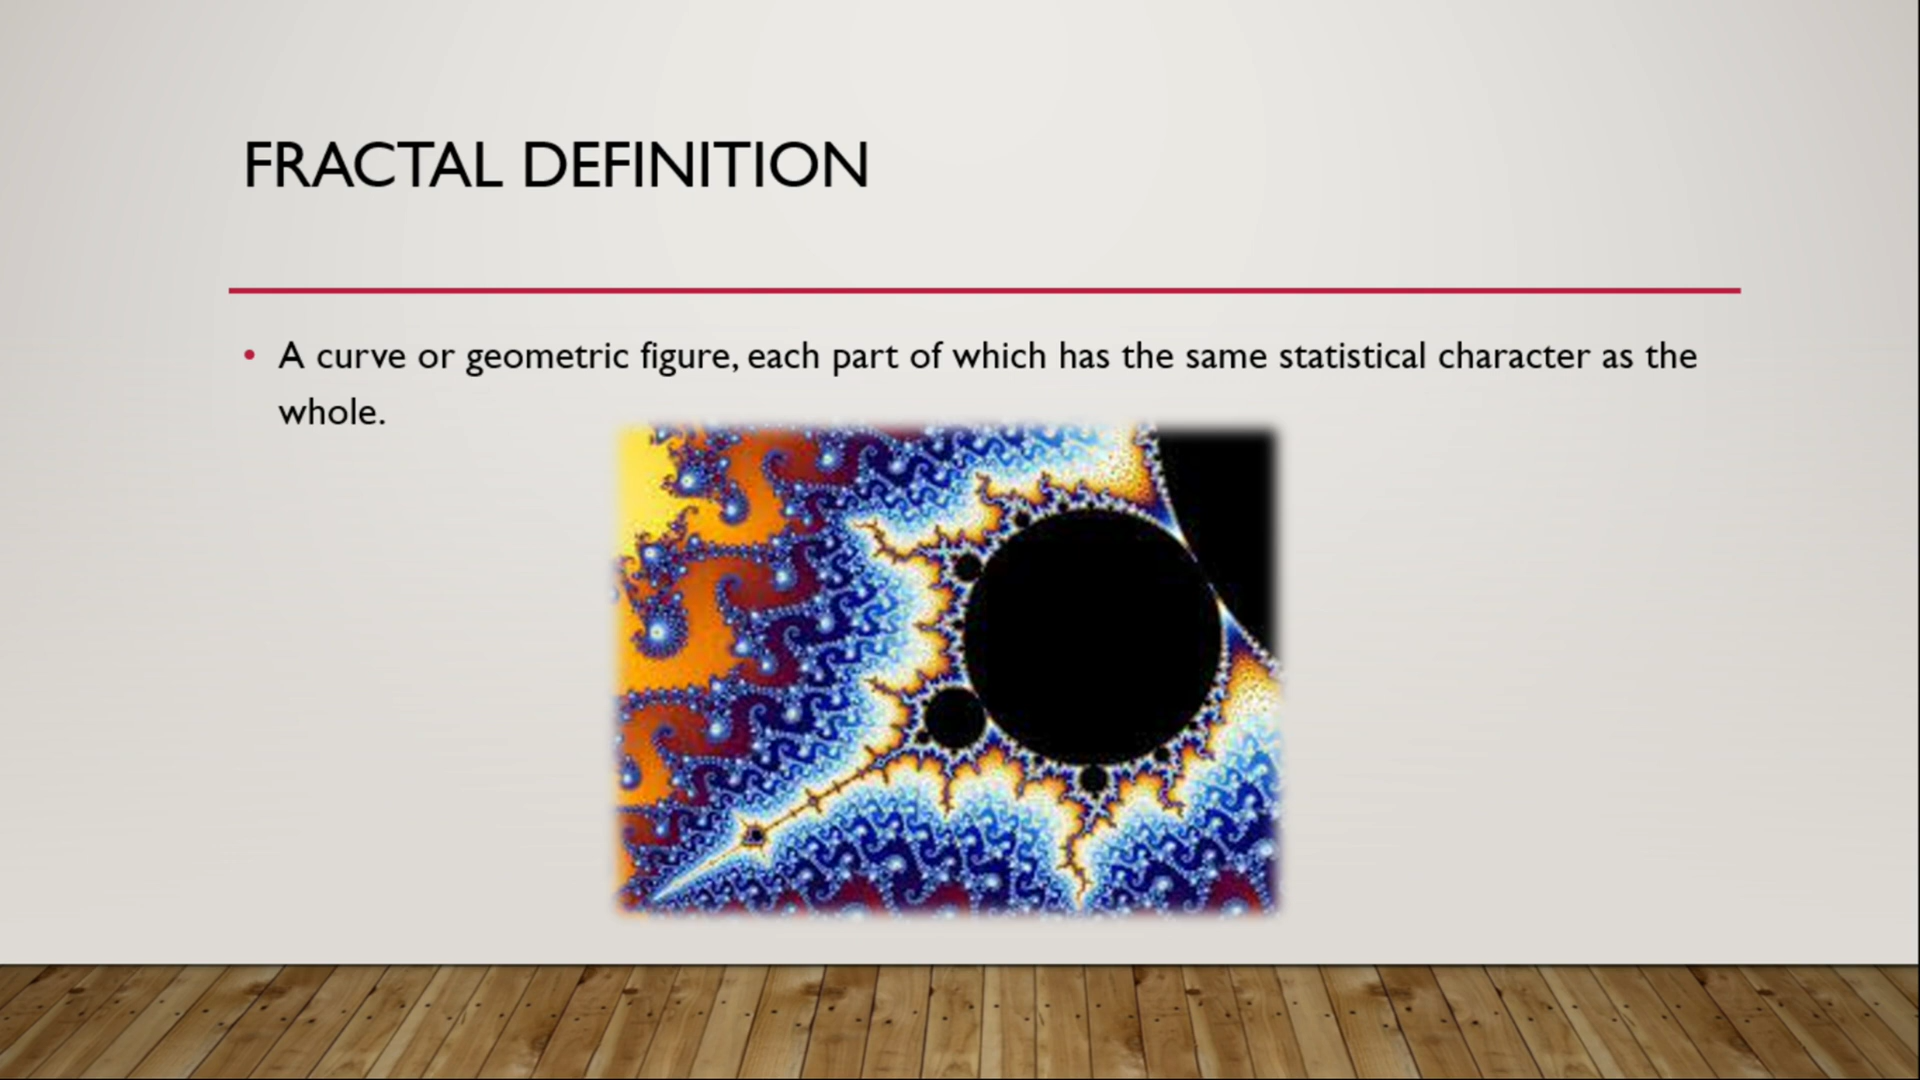 FRACTAL DEFINITION
• A curve or geometric figure, each part of which has the same statistical character as the
whole.